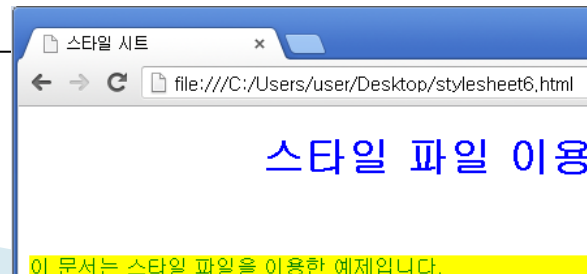 스타일 시트
file:///C:/Users/user/Desktop/stylesheet6.html
스타일 파일 이용
이 문서는 스타일 파일을 이용한 예제입니다.